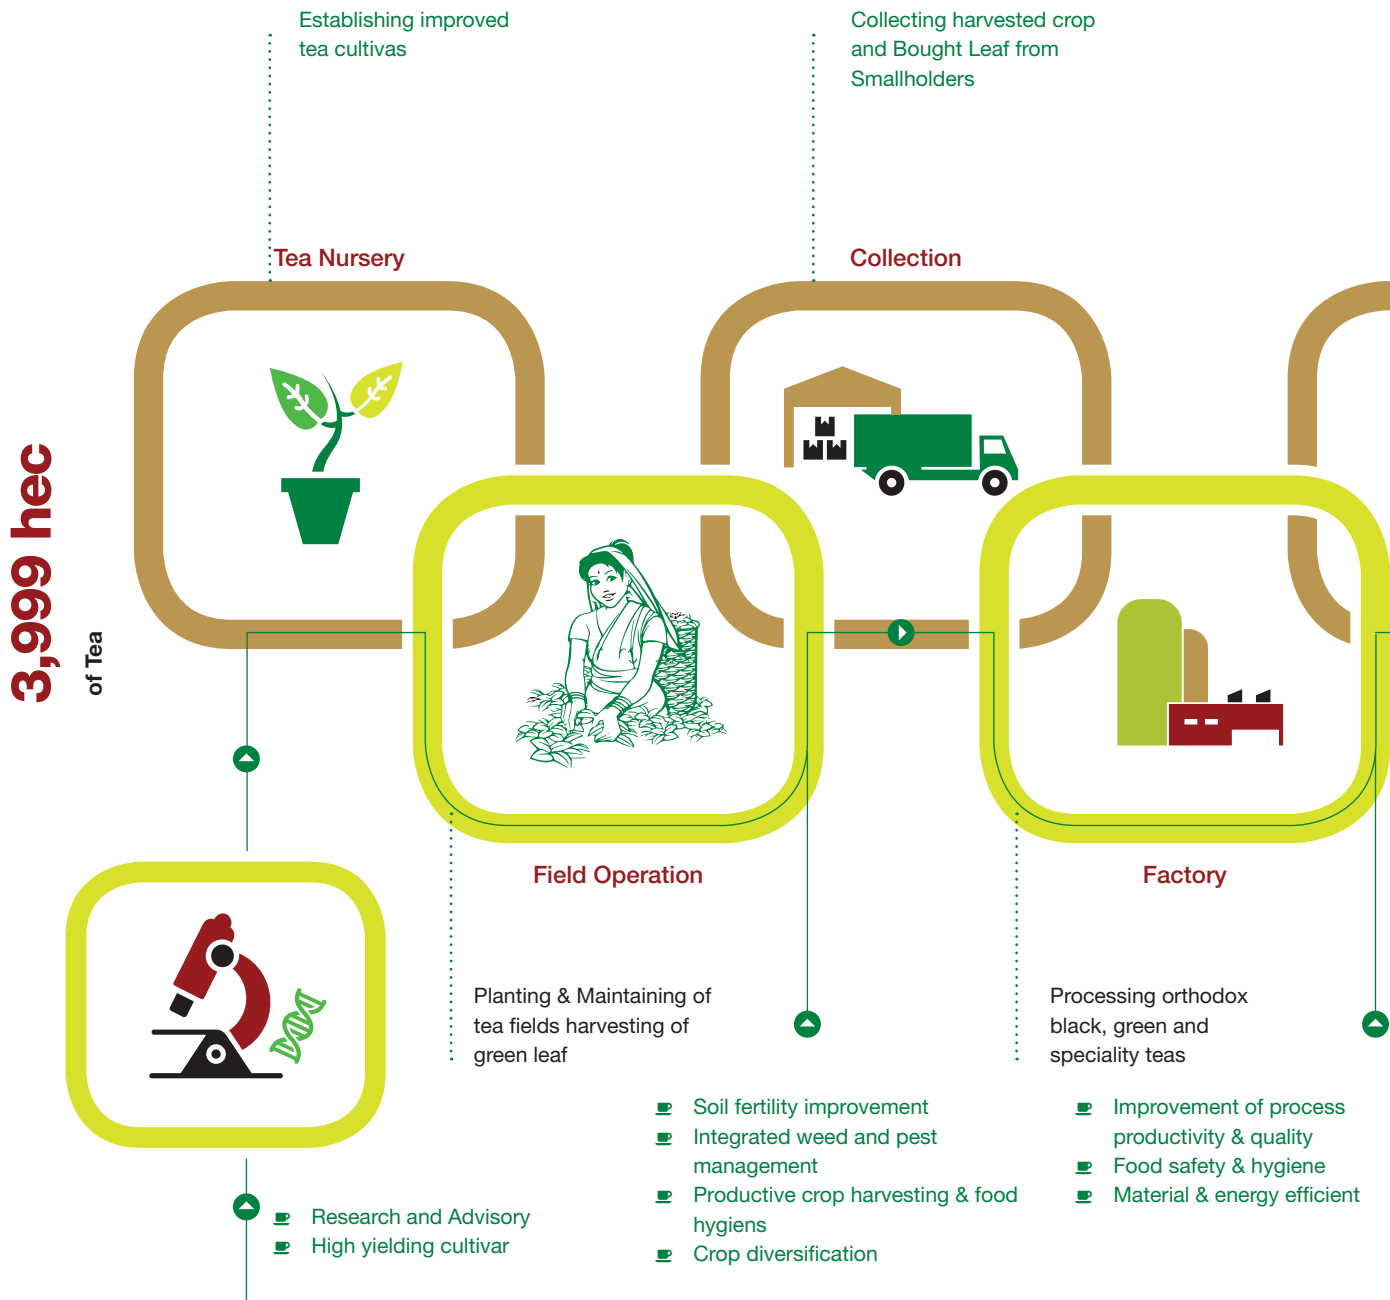 Establishing improved
tea cultivas
Collecting harvested crop
and Bought Leaf from
Smallholders
Tea Nursery
Collection
3,999 hec
of Tea
Field Operation
Factory
Planting & Maintaining of
tea fields harvesting of
green leaf
Processing orthodox
black, green and
speciality teas
Soil fertility improvement
Integrated weed and pest
management
Productive crop harvesting & food
hygiens
Crop diversification
Improvement of process
productivity & quality
Food safety & hygiene
Material & energy efficient
Research and Advisory
High yielding cultivar